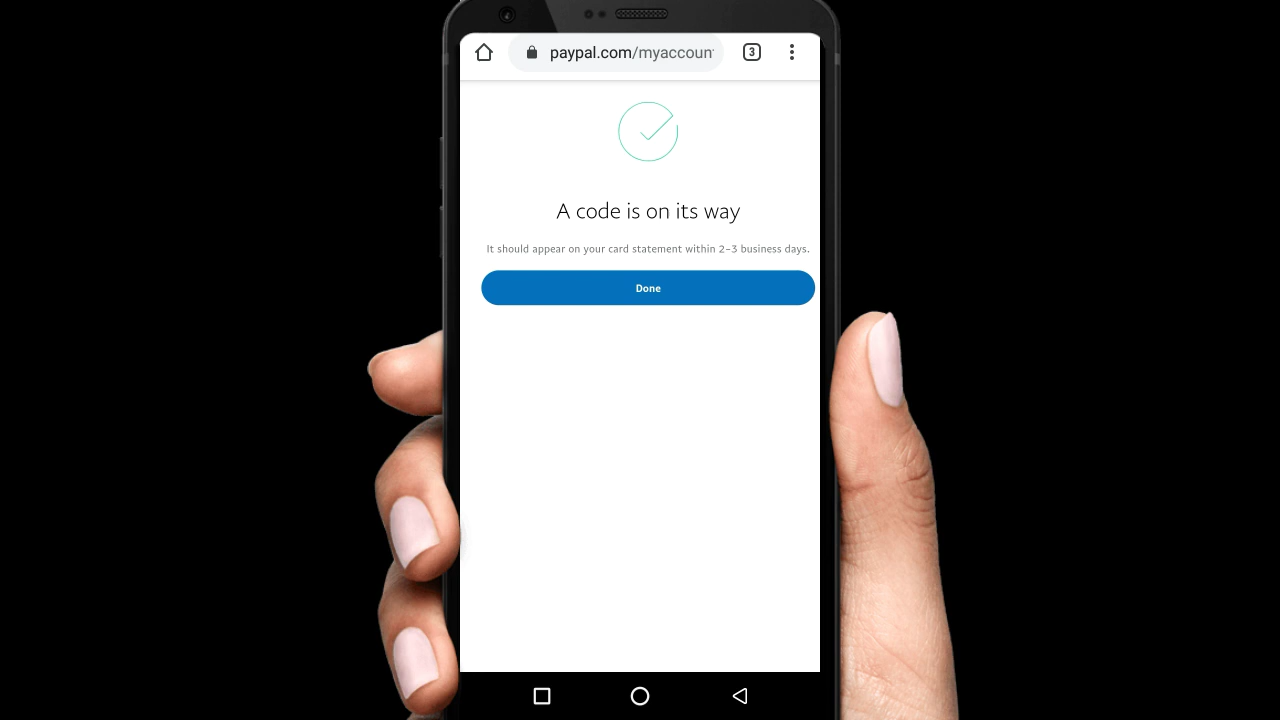 paypal.com/myaccoun
3
A code is on its way
It should appear on your card statement within 2-3 business days.
Done